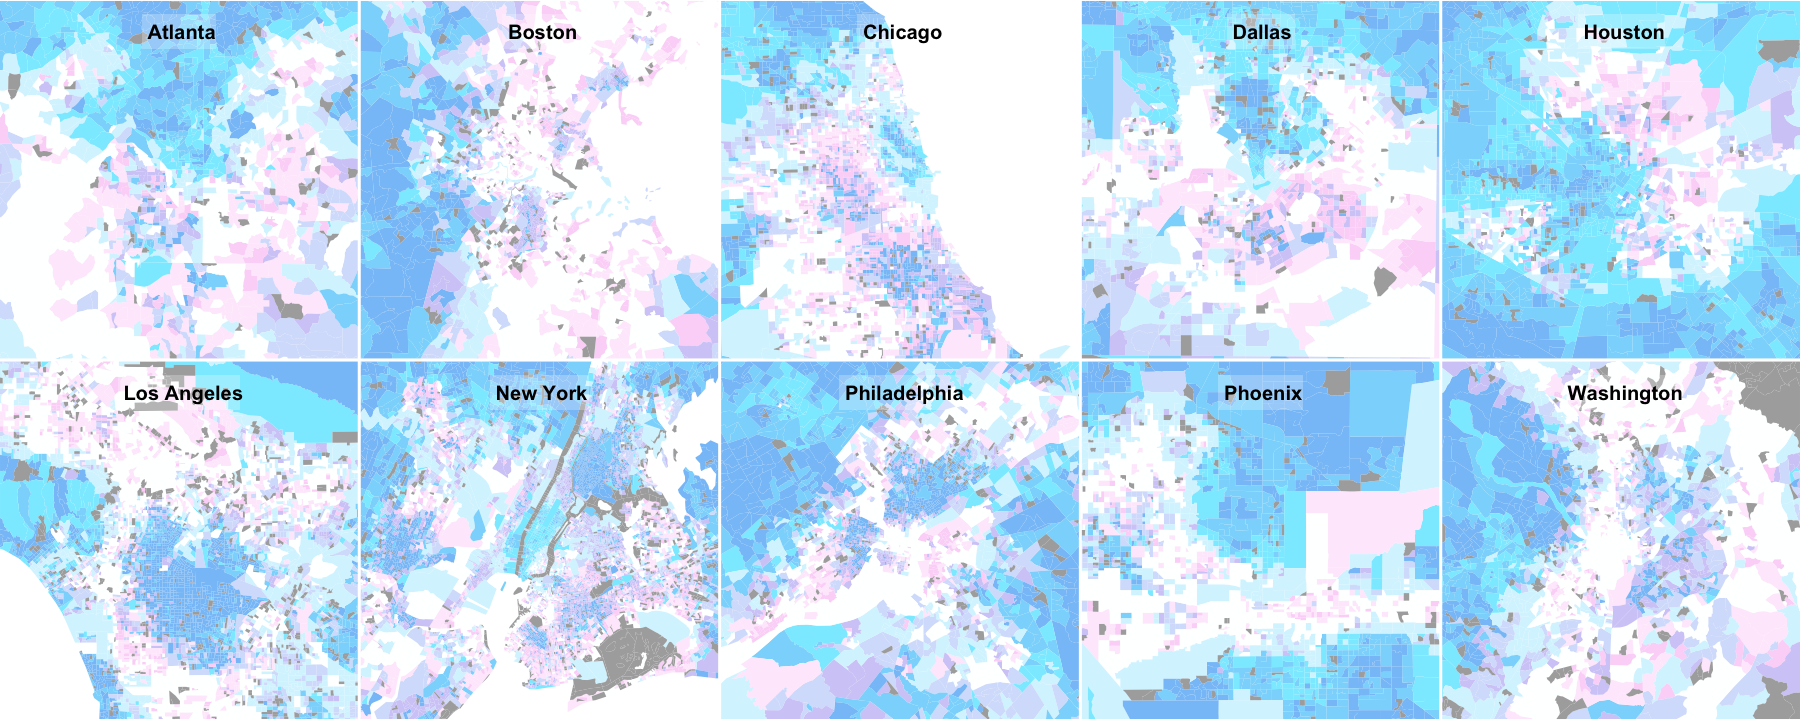 Atlanta
Boston
Chicago
Dallas
Houston
Los Angeles
New York
Philadelphia
Phoenix
Washington